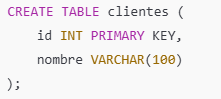 CREATE TABLE clientes (
    id INT PRIMARY KEY,
    nombre VARCHAR(100)
);